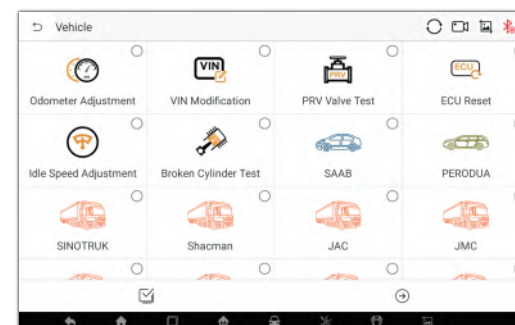 Vehicle
Odometer Adjustment
VIN
VIN Modification
PRV
PRV Valve Test
ECU
ECU Reset
Idle Speed Adjustment
Broken Cylinder Test
SAAB
PERODUA
SINOTRUK
Shacman
JAC
JMC